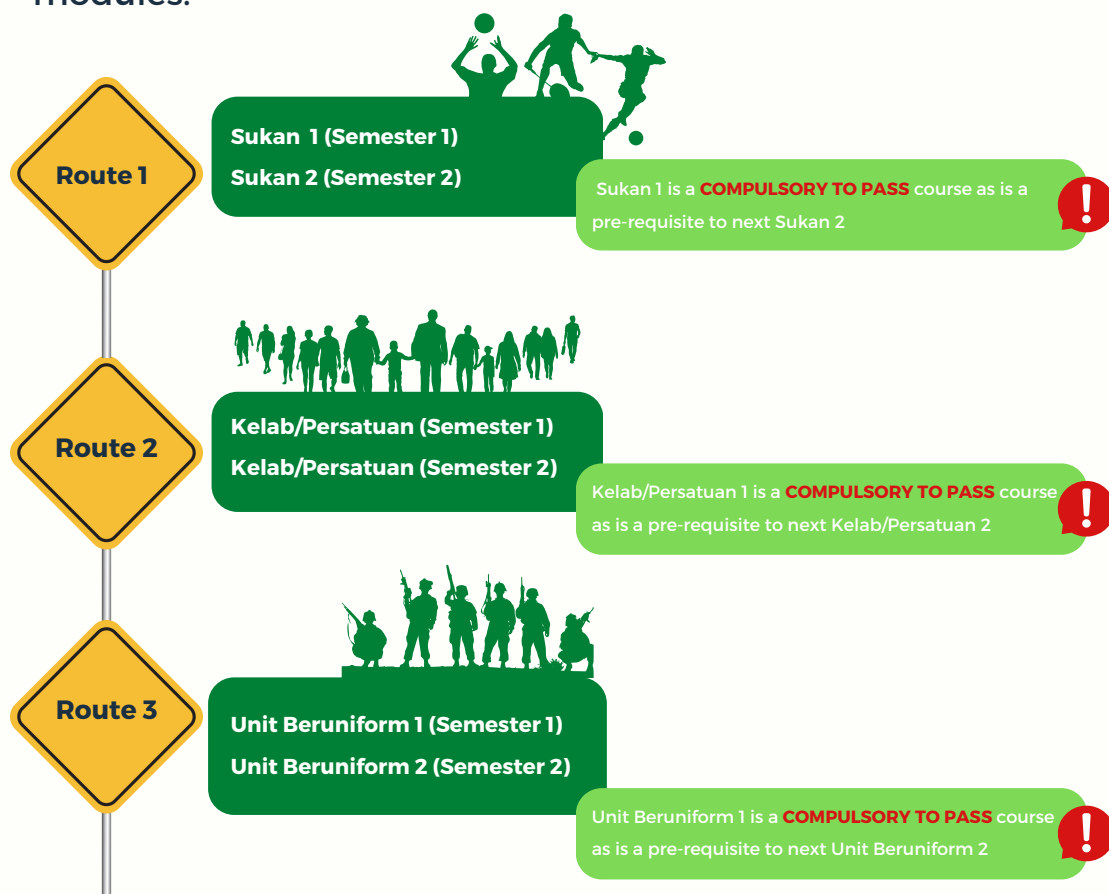 modules.
Route 1
Sukan 1 (Semester 1)
Sukan 2 (Semester 2)
Sukan 1 is a COMPULSORY TO PASS course as is a
pre-requisite to next Sukan 2
Route 2
Kelab/Persatuan (Semester 1)
Kelab/Persatuan (Semester 2)
Kelab/Persatuan 1 is a COMPULSORY TO PASS course
as is a pre-requisite to next Kelab/Persatuan 2
Route 3
Unit Beruniform 1 (Semester 1)
Unit Beruniform 2 (Semester 2)
Unit Beruniform 1 is a COMPULSORY TO PASS course
as is a pre-requisite to next Unit Beruniform 2